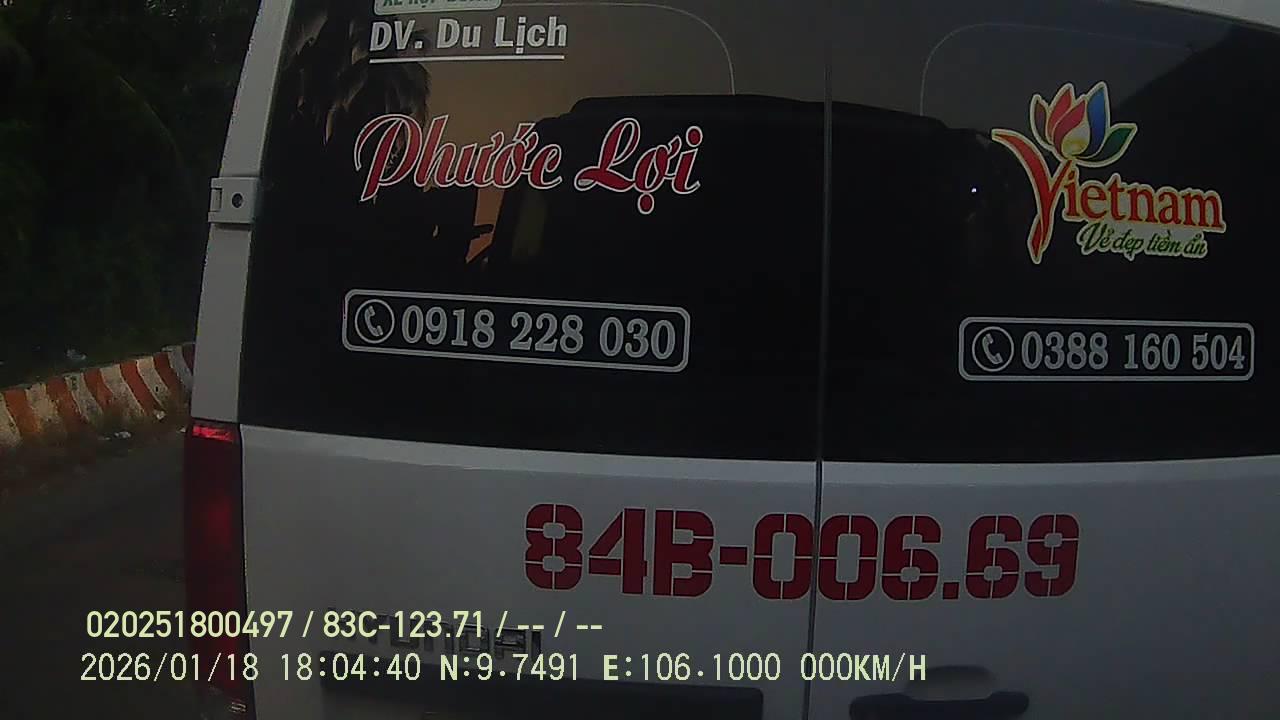 DV. Du Lịch
Phước Lợi
Vietnam
Vẻ đẹp tiềm ẩn
0918 228 030
0388 160 504
84B-006.69
020251800497 / 83C-123.71 / -- / --
HYUNDAI
2026/01/18 18:04:40 N:9.7491 E:106.1000 000KM/H